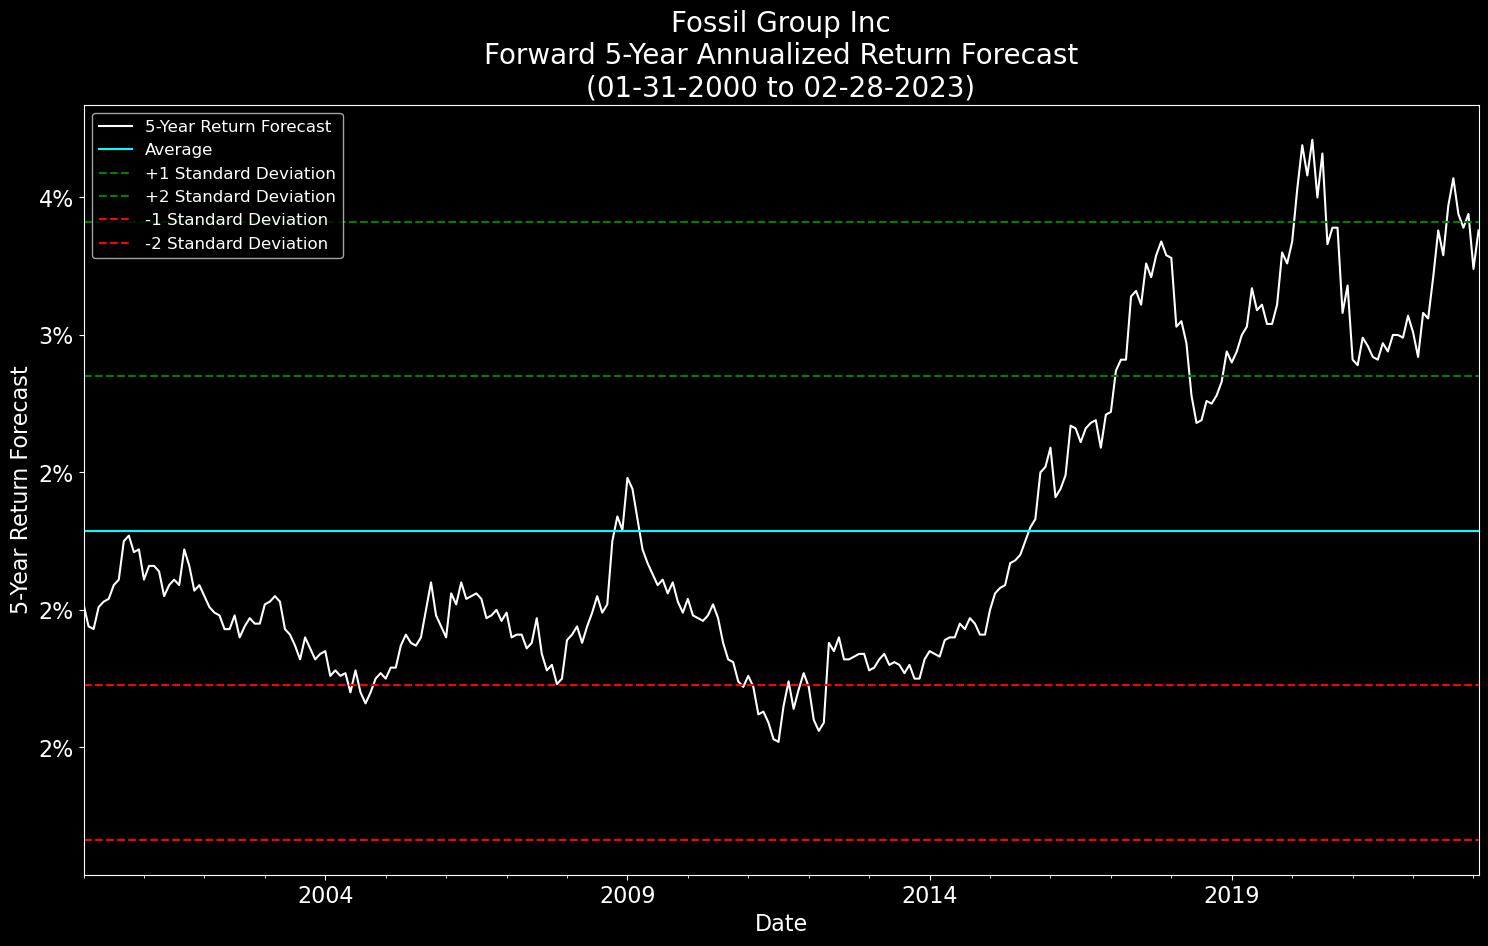 Fossil Group Inc
Forward 5-Year Annualized Return Forecast
(01-31-2000 to 02-28-2023)
5-Year Return Forecast
Average
+1 Standard Deviation
+2 Standard Deviation
-1 Standard Deviation
-2 Standard Deviation
4%
3%
2%
2%
2%
5-Year Return Forecast
2004
2009
2014
2019
Date